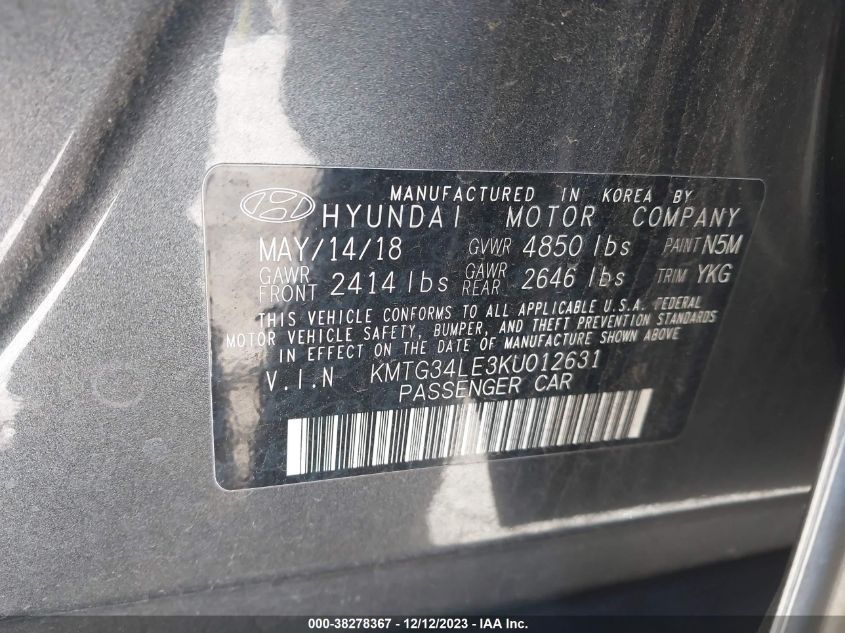 MANUFACTURED IN KOREA BY
HYUNDAI MOTOR COMPANY
MAY/14/18 GVWR 4850 lbs PAINT N5M
GAWR FRONT 2414 lbs GAWR REAR 2646 lbs TRIM YKG
THIS VEHICLE CONFORMS TO ALL APPLICABLE U.S.A. FEDERAL
MOTOR VEHICLE SAFETY, BUMPER, AND THEFT PREVENTION STANDARDS
IN EFFECT ON THE DATE OF MANUFACTURE SHOWN ABOVE
V.I.N KMTG34LE3KU012631
PASSENGER CAR
000-38278367 - 12/12/2023 - IAAI.COM